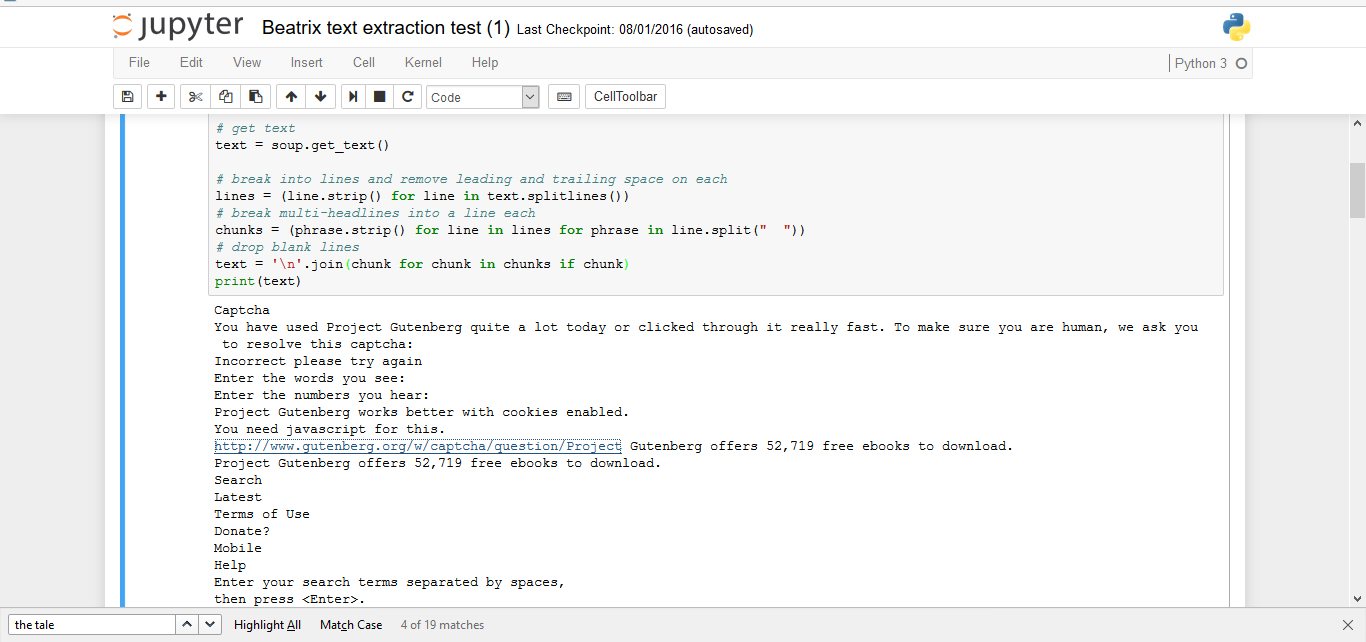 jupyter Beatrix text extraction test (1) Last Checkpoint: 08/01/2016 (autosaved)
File Edit View Insert Cell Kernel Help Python 3
Code CellToolbar
# get text
text = soup.get_text()
# break into lines and remove leading and trailing space on each
lines = (line.strip() for line in text.splitlines())
# break multi-headlines into a line each
chunks = (phrase.strip() for line in lines for phrase in line.split("  "))
# drop blank lines
text = '\n'.join(chunk for chunk in chunks if chunk)
print(text)
Captcha
You have used Project Gutenberg quite a lot today or clicked through it really fast. To make sure you are human, we ask you
to resolve this captcha:
Incorrect please try again
Enter the words you see:
Enter the numbers you hear:
Project Gutenberg works better with cookies enabled.
You need javascript for this.
http://www.gutenberg.org/w/captcha/question/Project Gutenberg offers 52,719 free ebooks to download.
Project Gutenberg offers 52,719 free ebooks to download.
Search
Latest
Terms of Use
Donate?
Mobile
Help
Enter your search terms separated by spaces,
then press <Enter>.
the tale Highlight All Match Case 4 of 19 matches